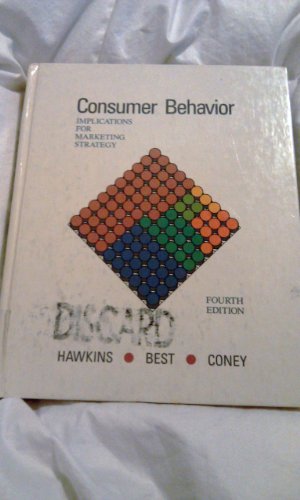 Consumer Behavior
IMPLICATIONS
FOR
MARKETING
STRATEGY
FOURTH
EDITION
DISCARD
HAWKINS ● BEST ● CONEY